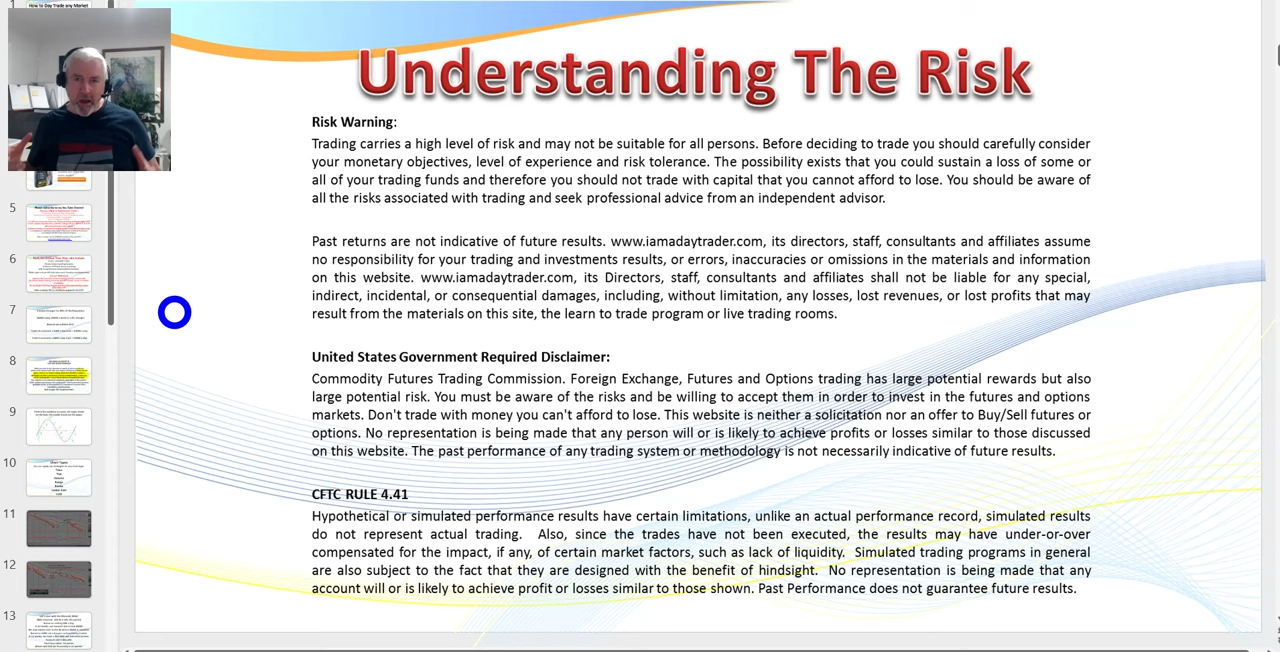 How to Day Trade any Market
Understanding The Risk
Risk Warning:
Trading carries a high level of risk and may not be suitable for all persons. Before deciding to trade you should carefully consider
your monetary objectives, level of experience and risk tolerance. The possibility exists that you could sustain a loss of some or
all of your trading funds and therefore you should not trade with capital that you cannot afford to lose. You should be aware of
all the risks associated with trading and seek professional advice from an independent advisor.
Past returns are not indicative of future results. www.iamadaytrader.com, its directors, staff, consultants and affiliates assume
no responsibility for your trading and investments results, or errors, inaccuracies or omissions in the materials and information
on our website. www.iamadaytrader.com, its Directors, staff, consultants and affiliates shall not be liable for any special,
indirect, incidental, or consequential damages, including, without limitation, any losses, lost revenues, or lost profits that may
result from the materials on our site, the learn to trade program or live trading rooms.
United States Government Required Disclaimer:
Commodity Futures Trading Commission Foreign Exchange, Futures and Options trading has large potential rewards but also
large potential risk. You must be aware of the risks and be willing to accept them in order to invest in the futures and options
markets. Don't trade with money you can't afford to lose. This website is neither a solicitation nor an offer to Buy/Sell futures or
options. No representation is being made that any person will or is likely to achieve profits or losses similar to those discussed
on this website. The past performance of any trading system or methodology is not necessarily indicative of future results.
CFTC RULE 4.41
Hypothetical or simulated performance results have certain limitations, unlike an actual performance record, simulated results
do not represent actual trading. Also, since the trades have not been executed, the results may have under-or-over
compensated for the impact, if any, of certain market factors, such as lack of liquidity. Simulated trading programs in general
are also subject to the fact that they are designed with the benefit of hindsight. No representation is being made that any
account will or is likely to achieve profit or losses similar to those shown. Past Performance does not guarantee future results.
5
6
7
8
9
10
11
12
13